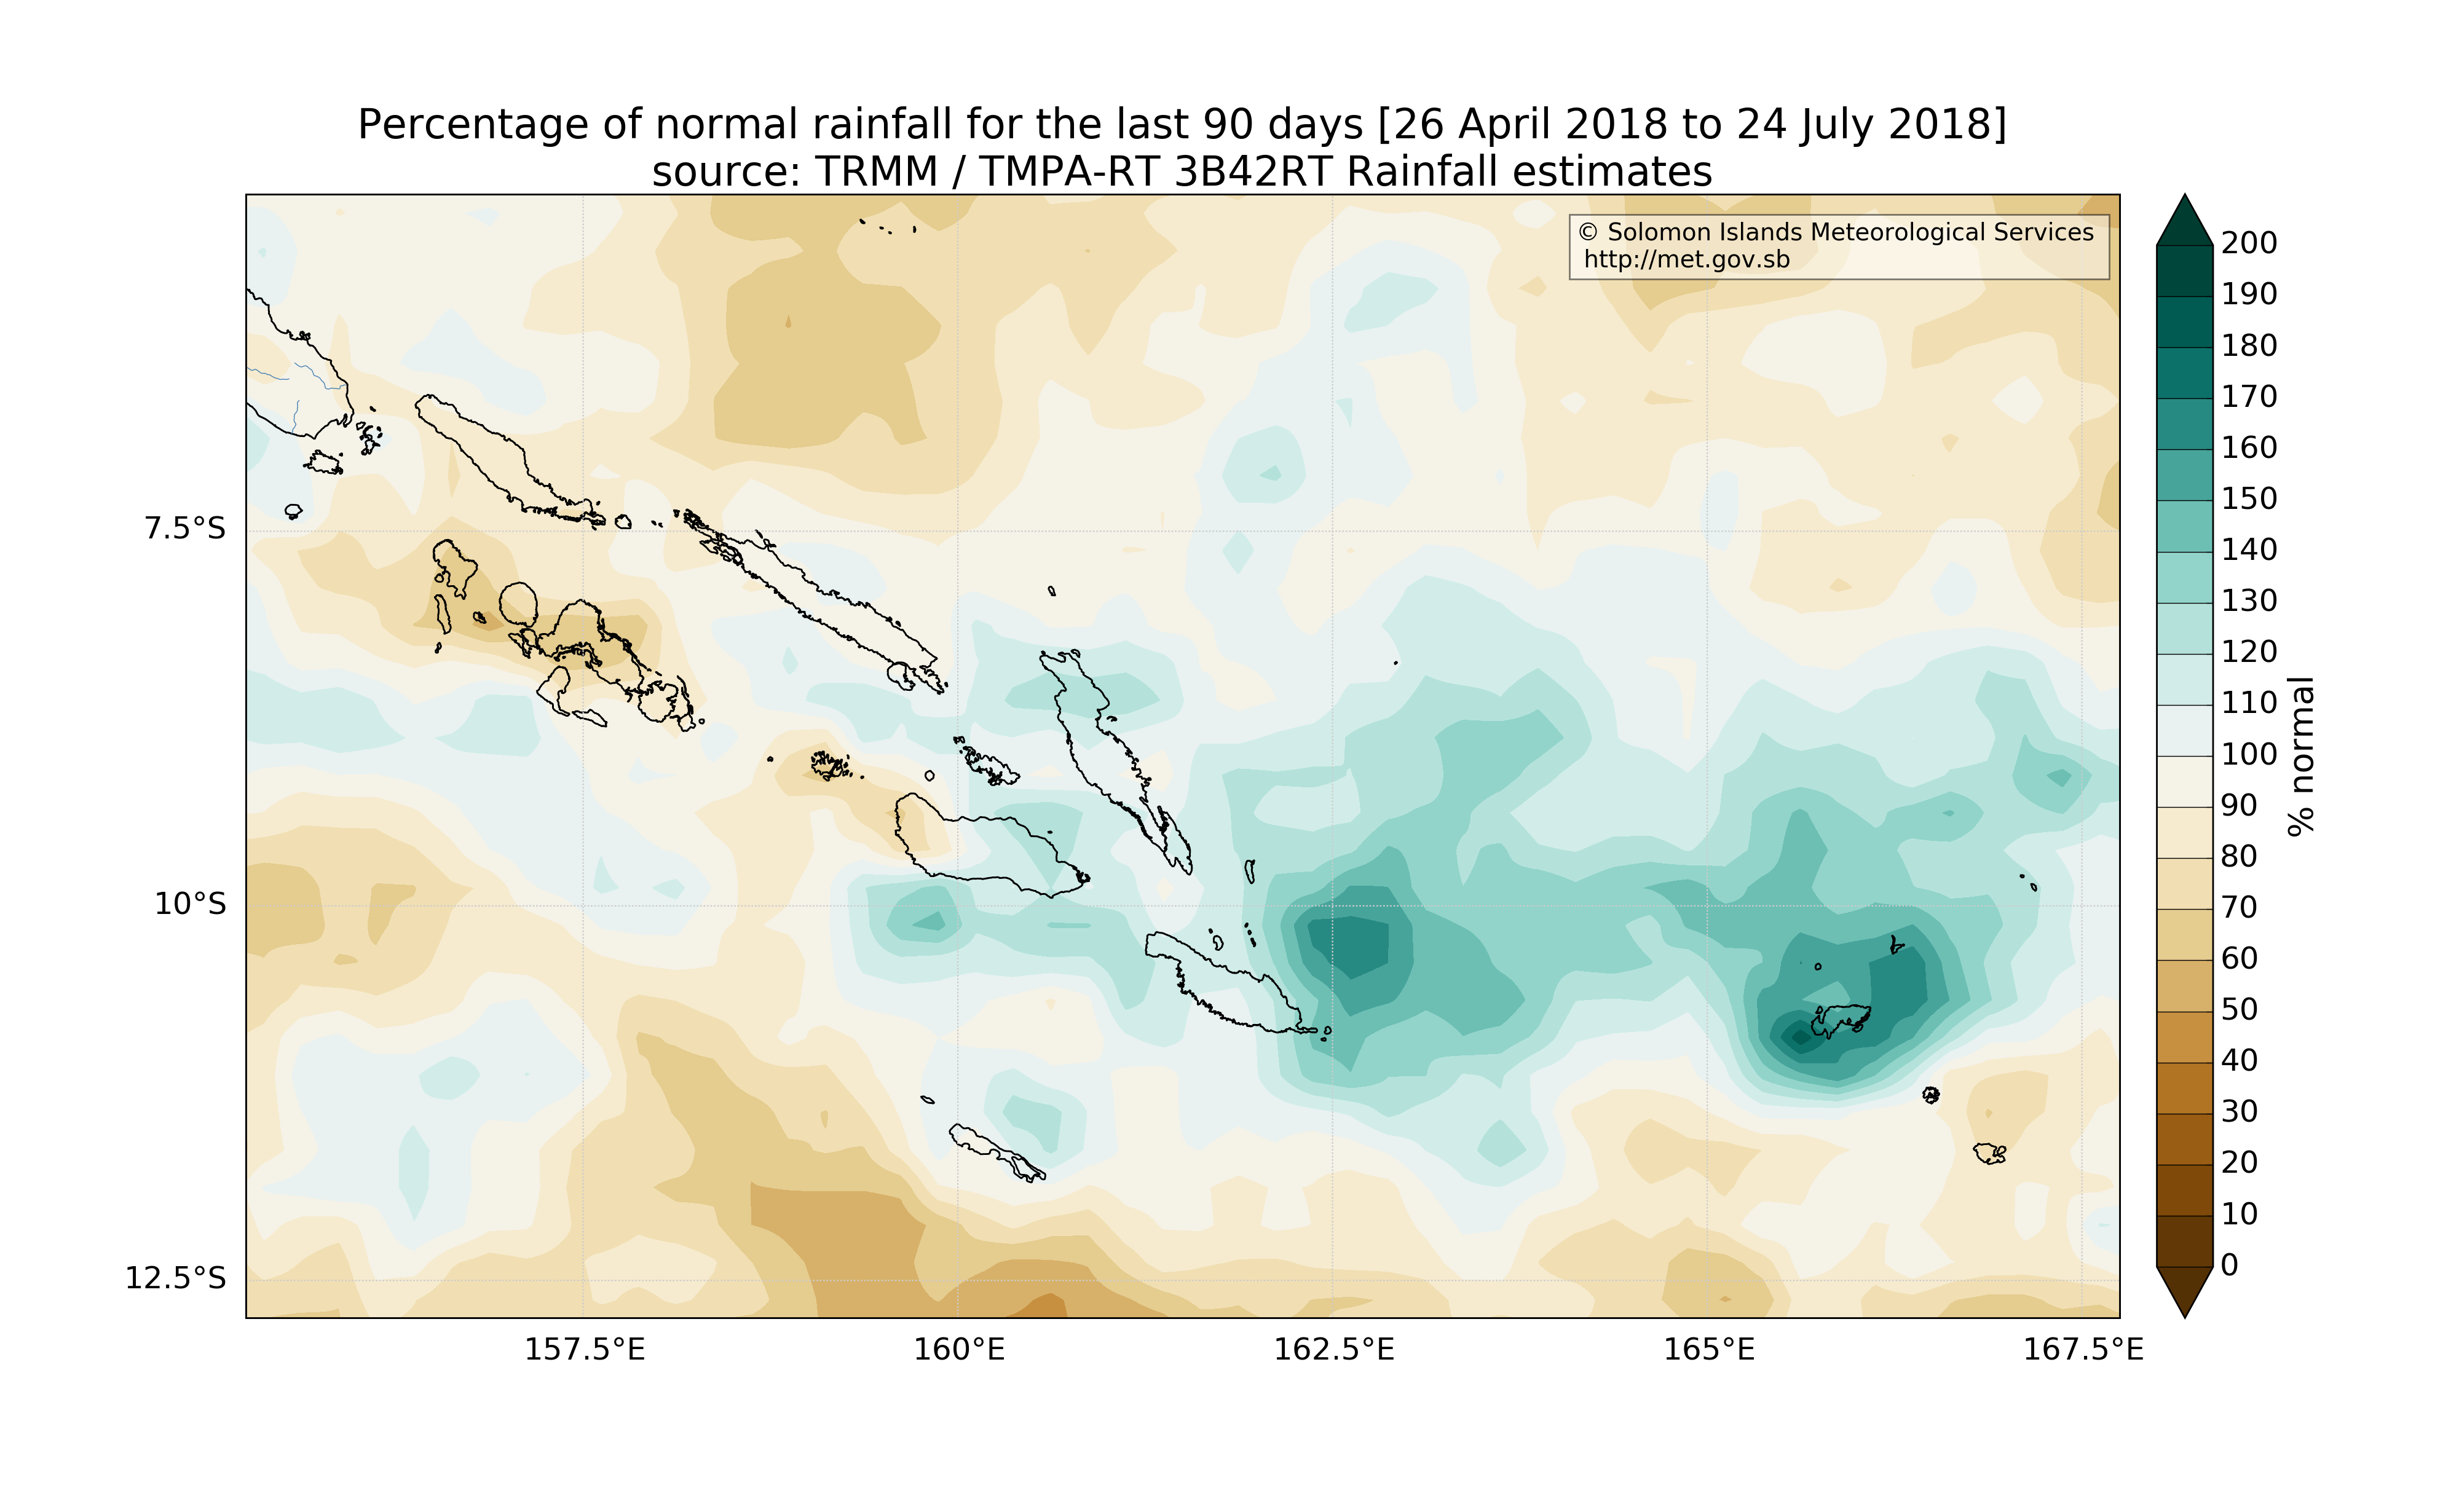 Percentage of normal rainfall for the last 90 days [26 April 2018 to 24 July 2018]
source: TRMM / TMPA-RT 3B42RT Rainfall estimates
© Solomon Islands Meteorological Services
http://met.gov.sb
7.5°S
10°S
12.5°S
157.5°E
160°E
162.5°E
165°E
167.5°E
200
190
180
170
160
150
140
130
120
110
100
90
80
70
60
50
40
30
20
10
0
% normal